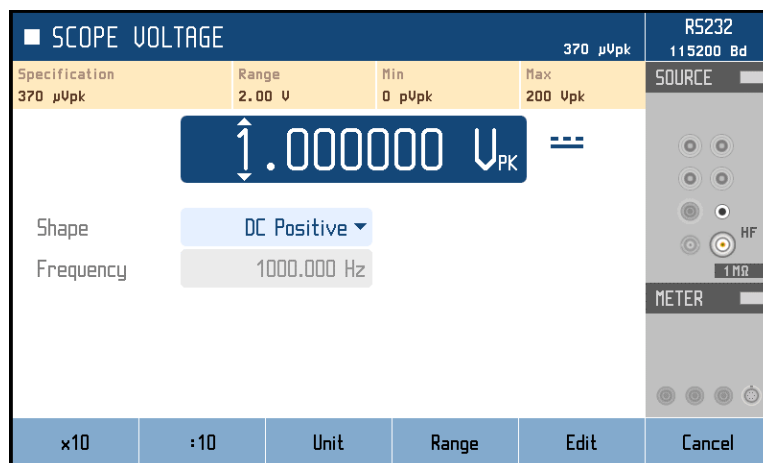 SCOPE VOLTAGE
370 µVpk
RS232
115200 Bd
Specification Range Min Max
370 µVpk 2.00 V 0 pVpk 200 Vpk
SOURCE
1.000000 VPK
Shape DC Positive
Frequency 1000.000 Hz
HF
1MΩ
METER
x10 :10 Unit Range Edit Cancel